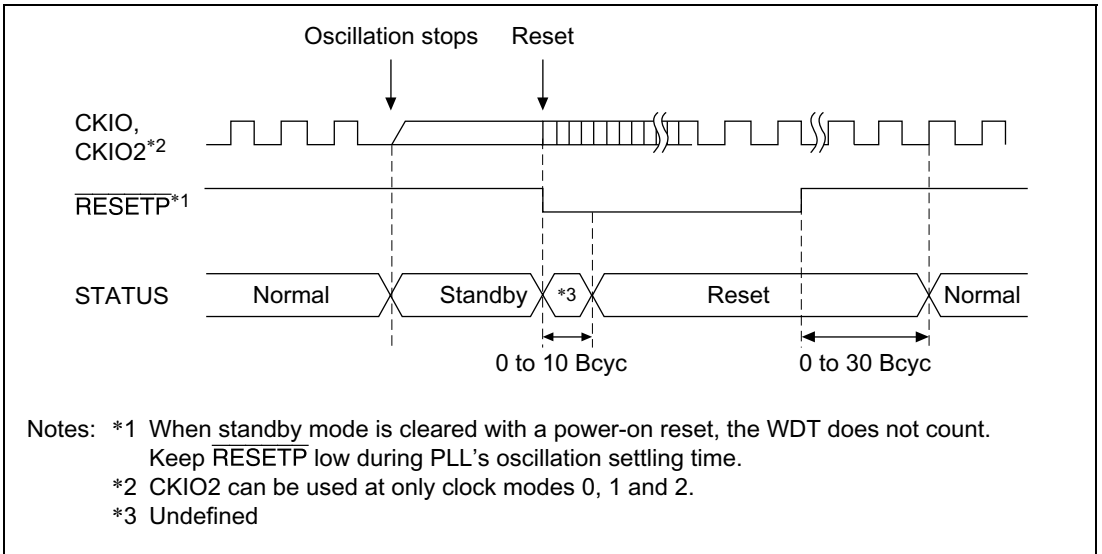 Oscillation stops Reset
CKIO,
CKIO2*2
RESETP*1
STATUS Normal Standby *3 Reset Normal
0 to 10 Bcyc 0 to 30 Bcyc
Notes: *1 When standby mode is cleared with a power-on reset, the WDT does not count.
Keep RESETP low during PLL's oscillation settling time.
*2 CKIO2 can be used at only clock modes 0, 1 and 2.
*3 Undefined